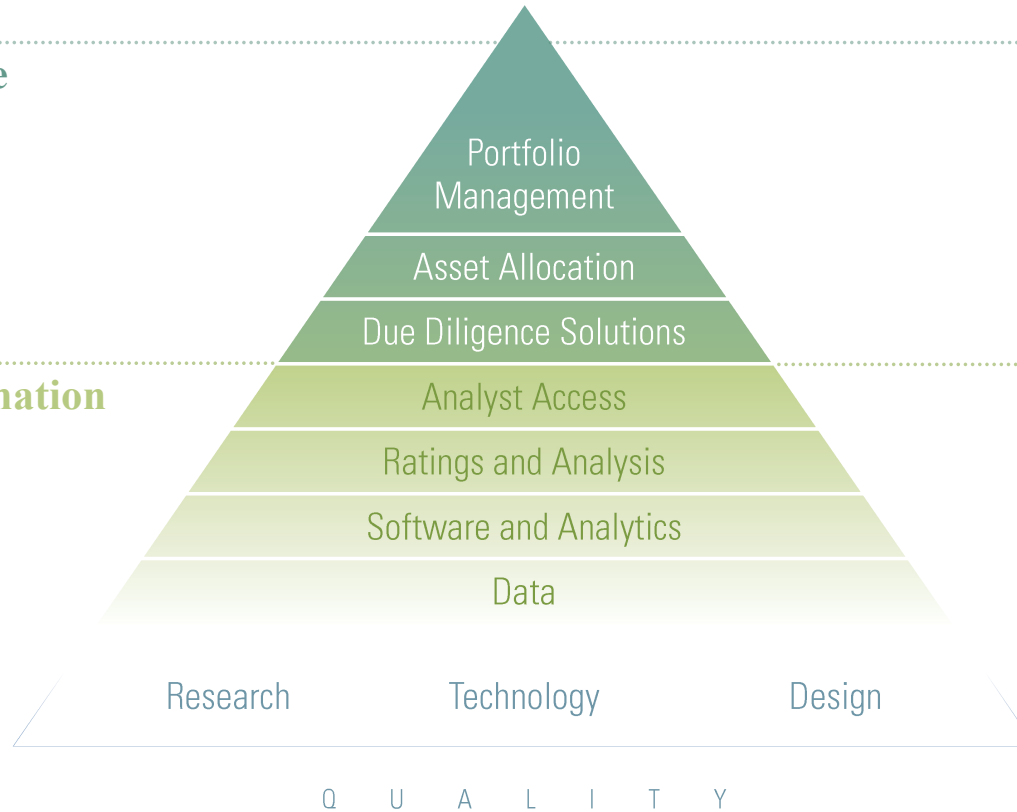 Portfolio
Management
Asset Allocation
Due Diligence Solutions
Analyst Access
Ratings and Analysis
Software and Analytics
Data
Research Technology Design
QUALITY